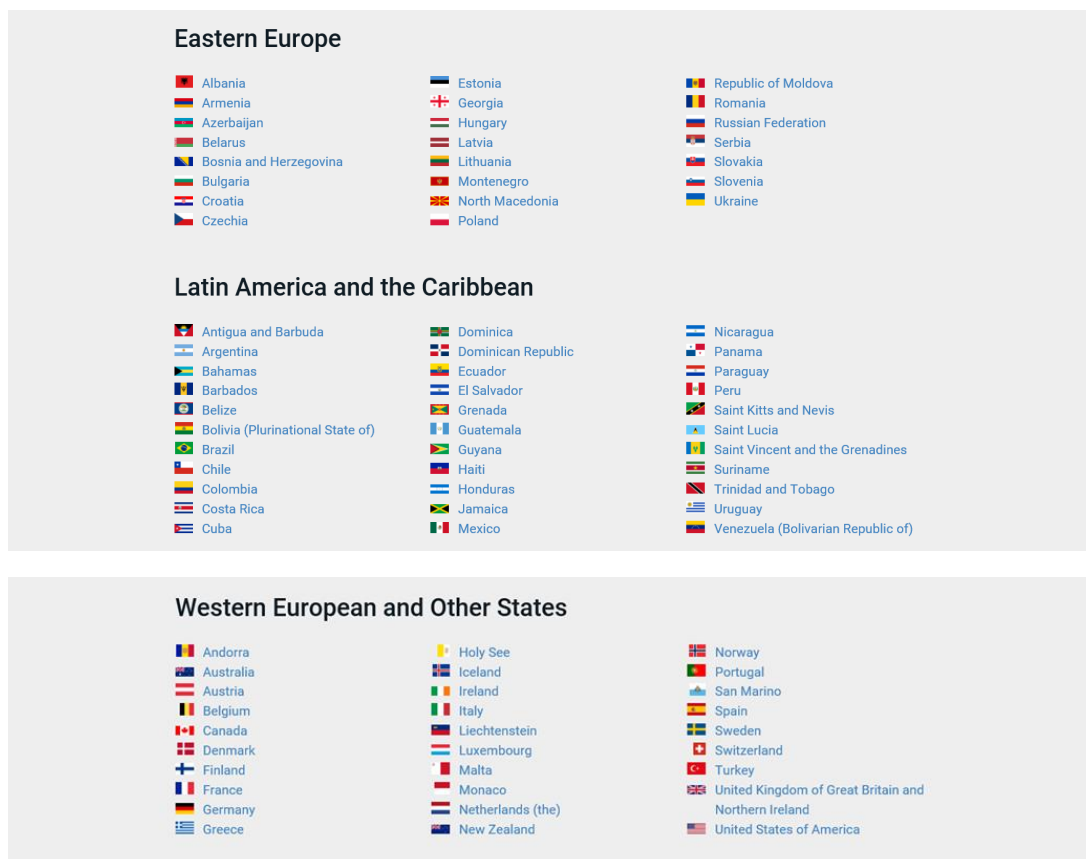 Eastern Europe
Albania
Armenia
Azerbaijan
Belarus
Bosnia and Herzegovina
Bulgaria
Croatia
Czechia
Estonia
Georgia
Hungary
Latvia
Lithuania
Montenegro
North Macedonia
Poland
Republic of Moldova
Romania
Russian Federation
Serbia
Slovakia
Slovenia
Ukraine
Latin America and the Caribbean
Antigua and Barbuda
Argentina
Bahamas
Barbados
Belize
Bolivia (Plurinational State of)
Brazil
Chile
Colombia
Costa Rica
Cuba
Dominica
Dominican Republic
Ecuador
El Salvador
Grenada
Guatemala
Guyana
Haiti
Honduras
Jamaica
Mexico
Nicaragua
Panama
Paraguay
Peru
Saint Kitts and Nevis
Saint Lucia
Saint Vincent and the Grenadines
Suriname
Trinidad and Tobago
Uruguay
Venezuela (Bolivarian Republic of)
Western European and Other States
Andorra
Australia
Austria
Belgium
Canada
Denmark
Finland
France
Germany
Greece
Holy See
Iceland
Ireland
Italy
Liechtenstein
Luxembourg
Malta
Monaco
Netherlands (the)
New Zealand
Norway
Portugal
San Marino
Spain
Sweden
Switzerland
Turkey
United Kingdom of Great Britain and
Northern Ireland
United States of America